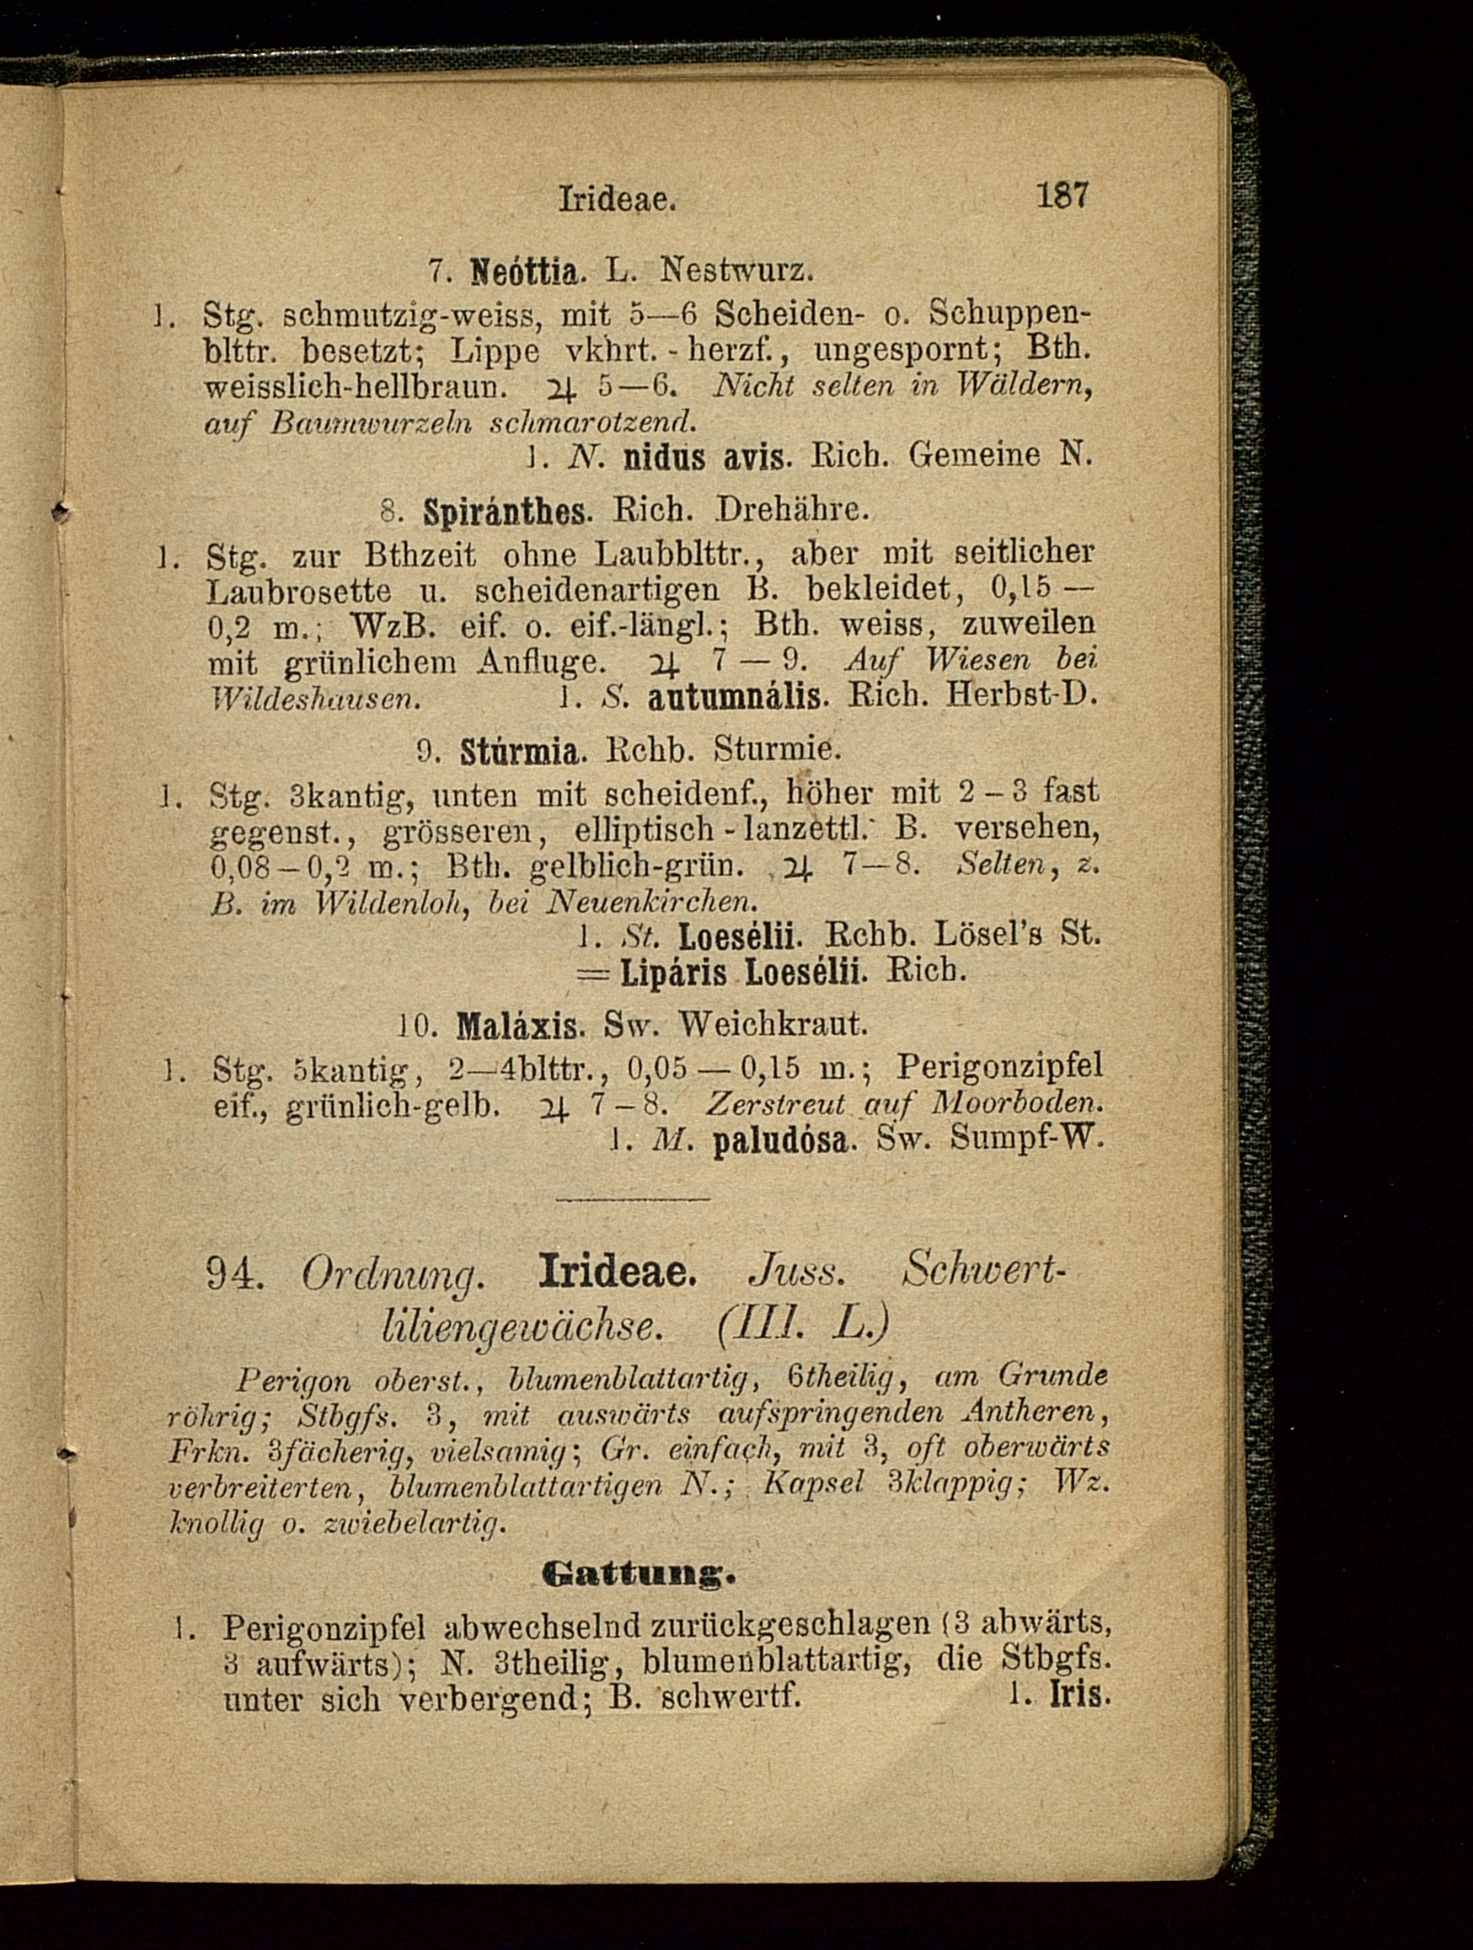 Irideae. 187
7. Neóttia. L. Nestwurz.
1. Stg. schmutzig-weiss, mit 5—6 Scheiden- o. Schuppen-
blttr. besetzt; Lippe vkhrt.-herzf., ungespornt; Bth.
weisslich-hellbraun. ♃ 5—6. Nicht selten in Wäldern,
auf Baumwurzeln schmarotzend.
1. N. nidus avis. Rich. Gemeine N.
8. Spiránthes. Rich. Drehähre.
1. Stg. zur Bthzeit ohne Laubblttr., aber mit seitlicher
Laubrosette u. scheidenartigen B. bekleidet, 0,15—
0,2 m.; WzB. eif. o. eif.-längl.; Bth. weiss, zuweilen
mit grünlichem Anfluge. ♃ 7—9. Auf Wiesen bei
Wildeshausen. 1. S. autumnális. Rich. Herbst-D.
9. Stúrmia. Rchb. Sturmie.
1. Stg. 3kantig, unten mit scheidenf., höher mit 2–3 fast
gegenst., grösseren, elliptisch-lanzettl. B. versehen,
0,08–0,2 m.; Bth. gelblich-grün. ♃ 7—8. Selten, z.
B. im Wildenloh, bei Neuenkirchen.
1. St. Loesélii. Rchb. Lösel's St.
= Lipáris Loesélii. Rich.
10. Maláxis. Sw. Weichkraut.
1. Stg. 5kantig, 2—4blttr., 0,05—0,15 m.; Perigonzipfel
eif., grünlich-gelb. ♃ 7–8. Zerstreut auf Moorboden.
1. M. paludósa. Sw. Sumpf-W.
94. Ordnung. Irideae. Juss. Schwert-
liliengewächse. (III. L.)
Perigon oberst., blumenblattartig, 6theilig, am Grunde
röhrig; Stbgfs. 3, mit auswärts aufspringenden Antheren,
Frkn. 3fächerig, vielsamig; Gr. einfach, mit 3, oft oberwärts
verbreiterten, blumenblattartigen N.; Kapsel 3klappig; Wz.
knollig o. zwiebelartig.
Gattung.
1. Perigonzipfel abwechselnd zurückgeschlagen (3 abwärts,
3 aufwärts); N. 3theilig, blumenblattartig, die Stbgfs.
unter sich verbergend; B. schwertf. 1. Iris.